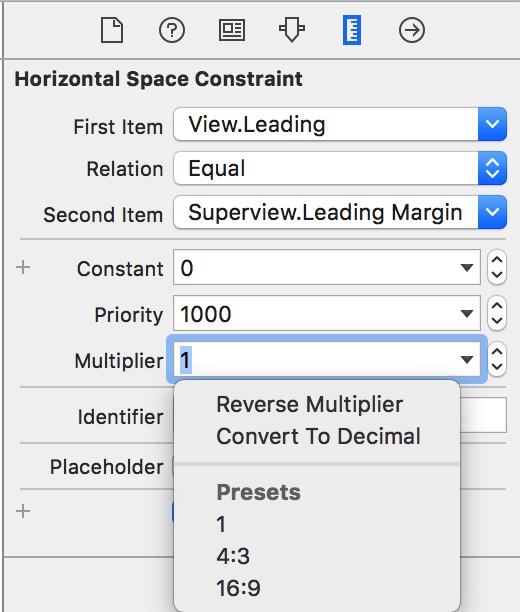 Horizontal Space Constraint
First Item View.Leading
Relation Equal
Second Item Superview.Leading Margin
+ Constant 0
Priority 1000
Multiplier 1
Reverse Multiplier
Identifier
Convert To Decimal
Placeholder
Presets
+ 1
4:3
16:9